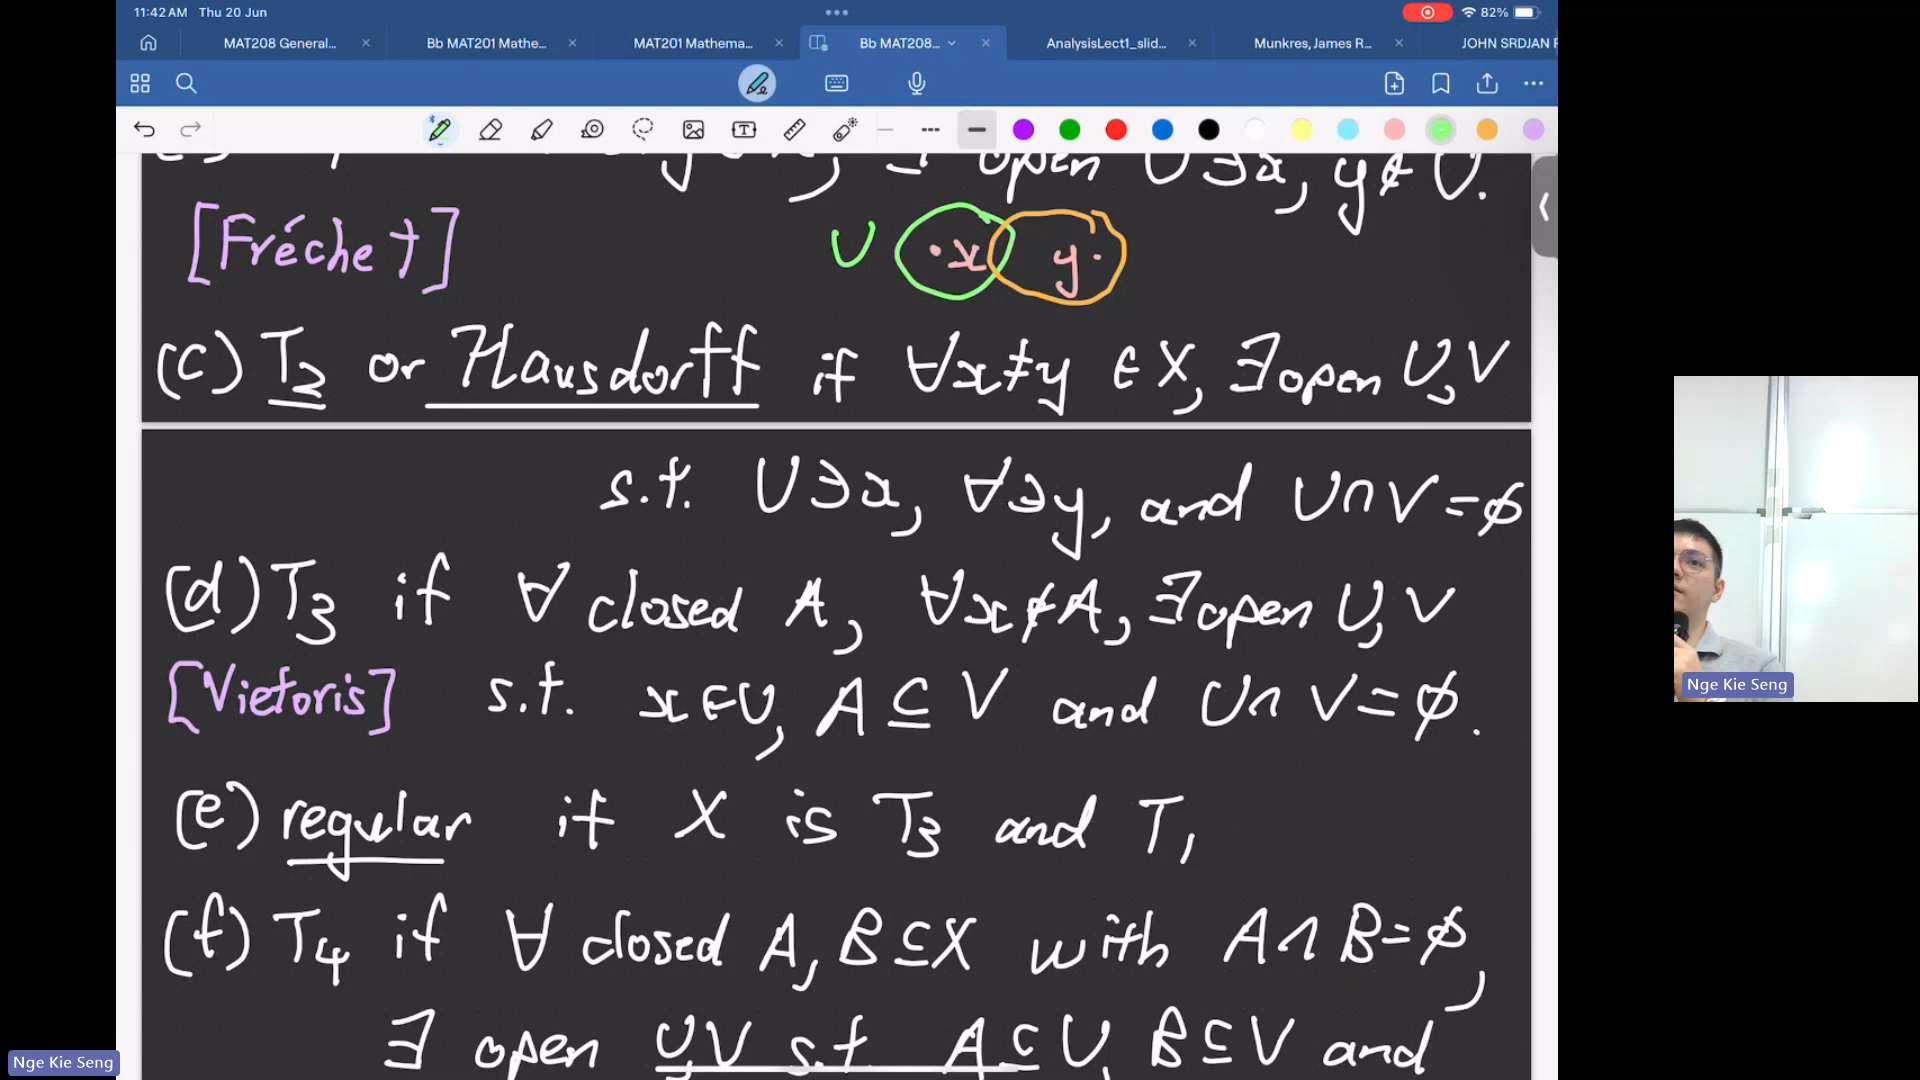 11:42 AM Thu 20 Jun
82%
MAT208 General...
Bb MAT201 Mathe...
MAT201 Mathema...
Bb MAT208...
AnalysisLect1_slid...
Munkres, James R...
JOHN SRDJAN
open U∋x, y∉U.
[Fréchet]
U x y
(c) T2 or Hausdorff if ∀x≠y ∈X, ∃open U,V
s.t. U∋x, ∀∋y, and U∩V=∅
(d) T3 if ∀ closed A, ∀x∉A, ∃open U,V
[Vietoris] s.t. x∈U, A⊆V and U∩V=∅.
(e) regular if X is T3 and T1
(f) T4 if ∀ closed A,B⊆X with A∩B=∅,
∃ open U,V s.t A⊆U, B⊆V and
Nge Kie Seng
Nge Kie Seng